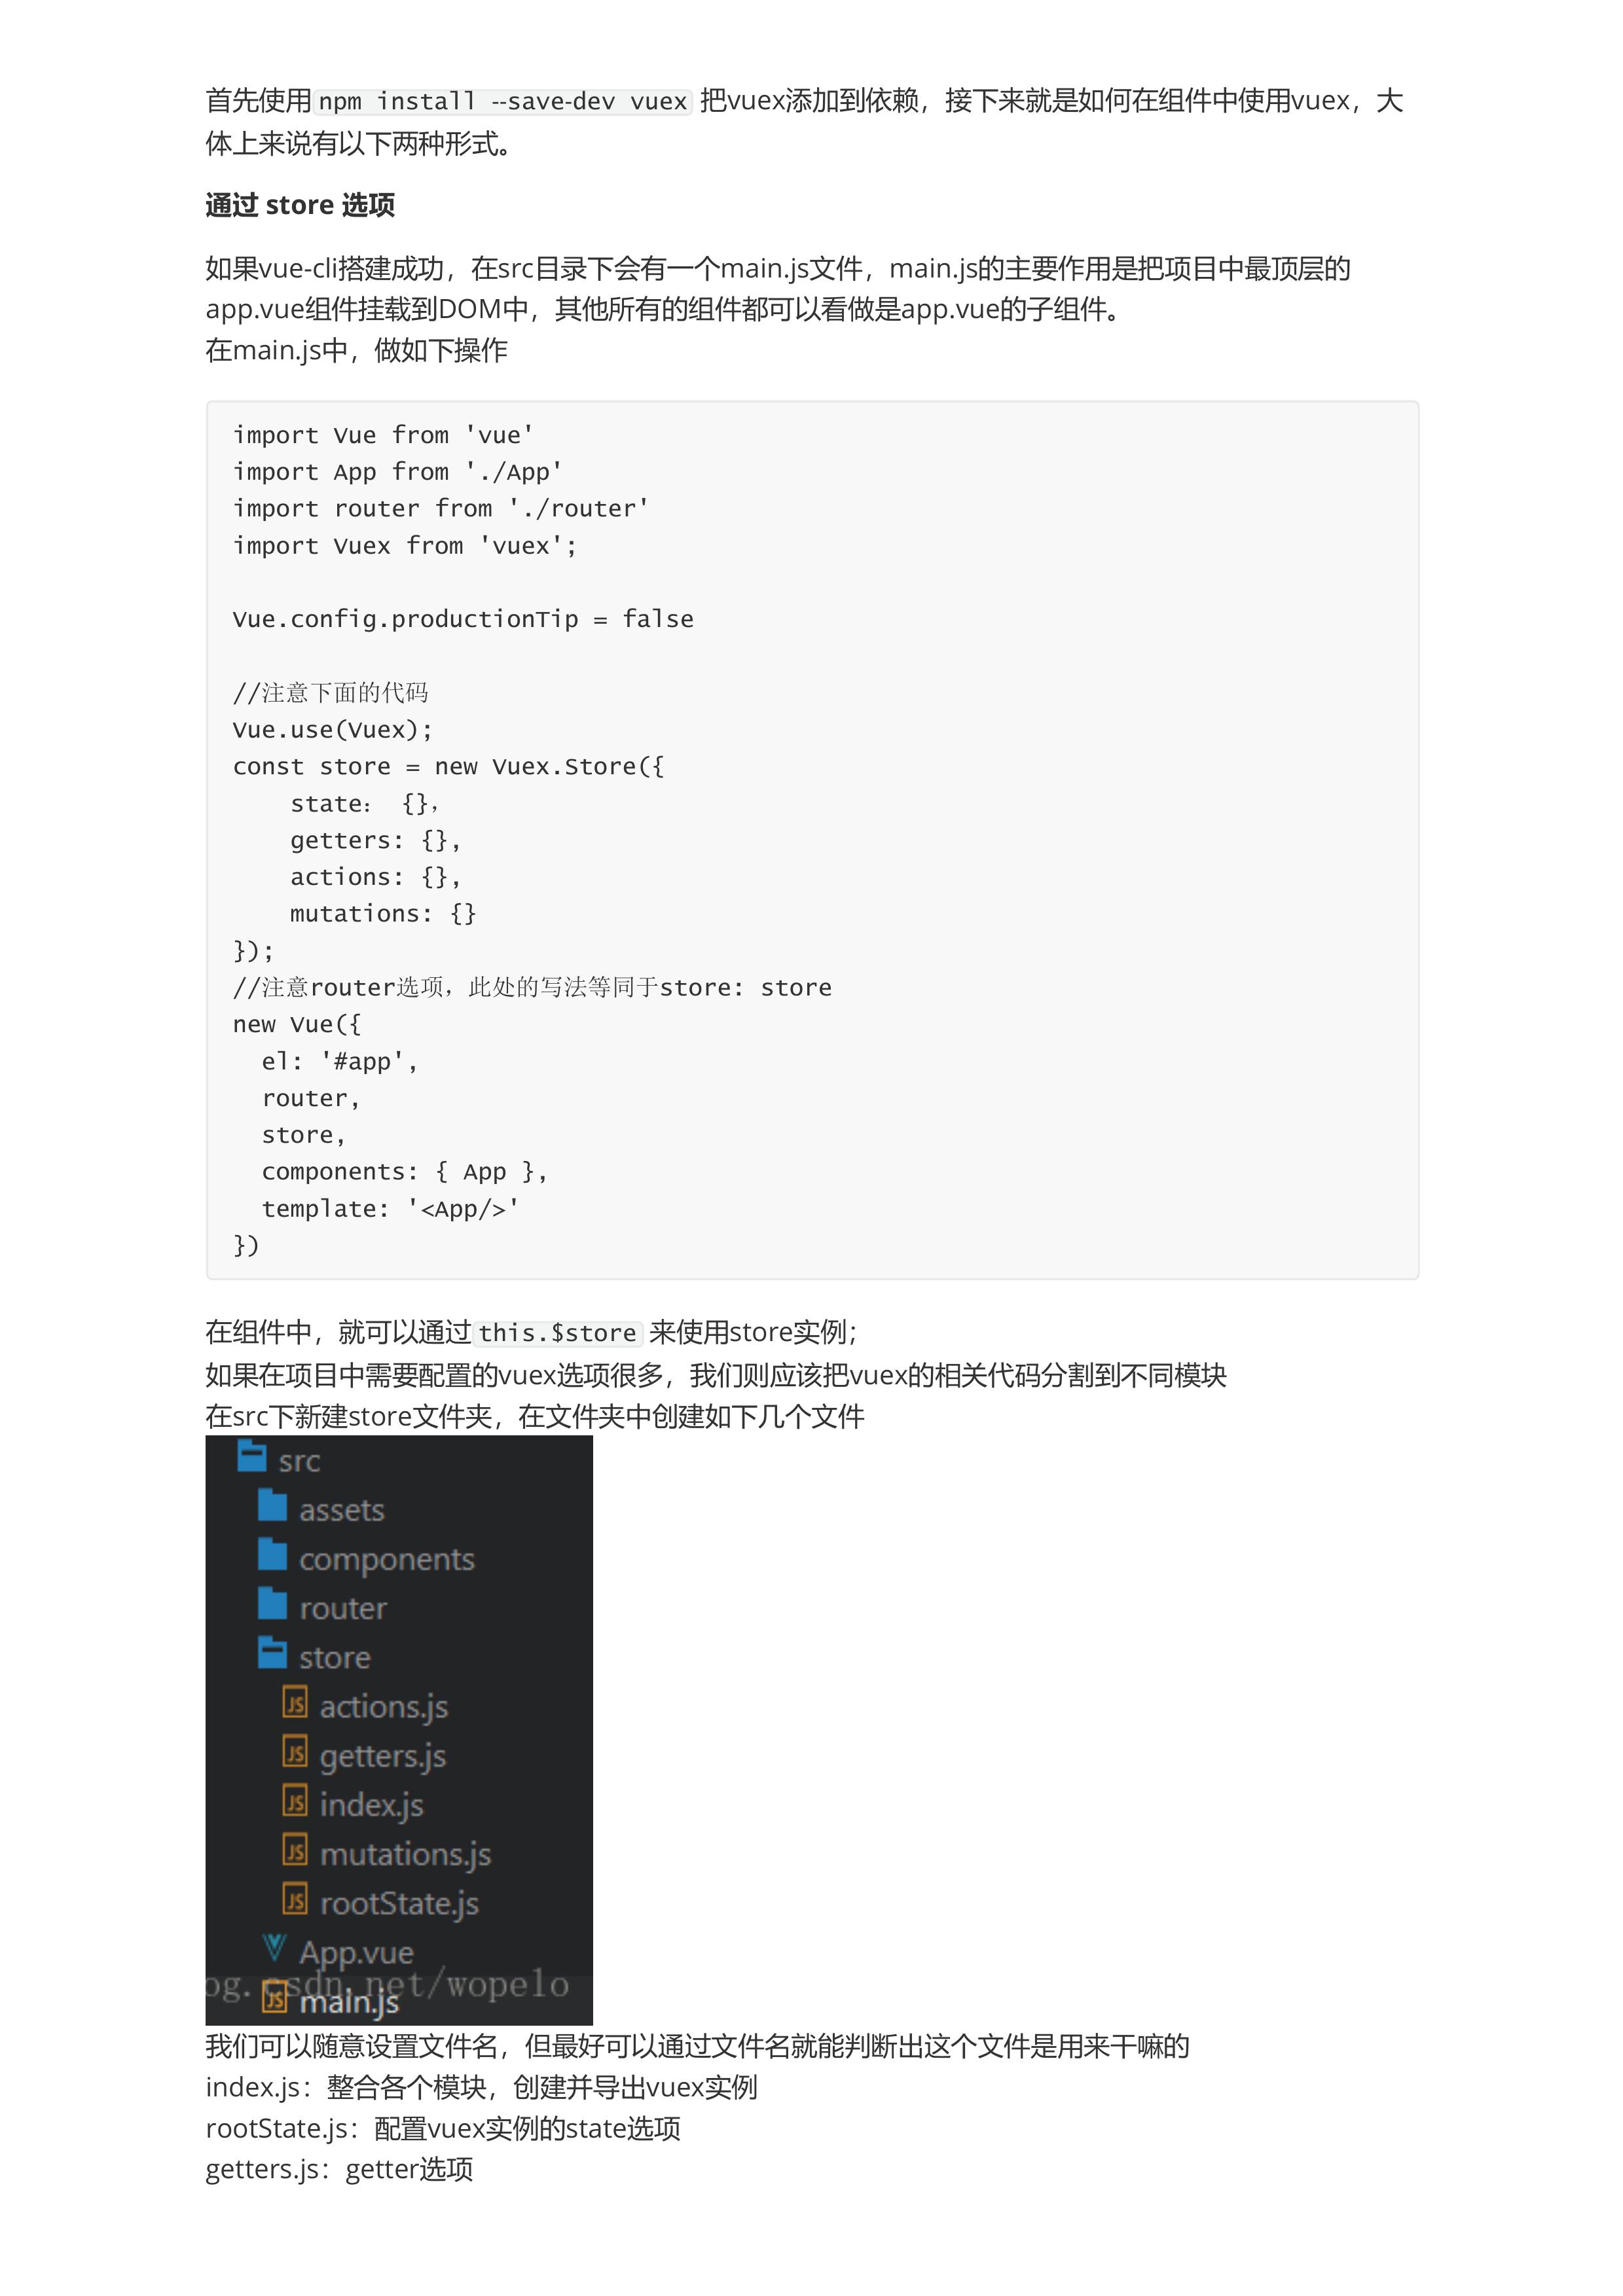 首先使用npm install --save-dev vuex 把vuex添加到依赖，接下来就是如何在组件中使用vuex，大
体上来说有以下两种形式。
通过 store 选项
如果vue-cli搭建成功，在src目录下会有一个main.js文件，main.js的主要作用是把项目中最顶层的
app.vue组件挂载到DOM中，其他所有的组件都可以看做是app.vue的子组件。
在main.js中，做如下操作
import Vue from 'vue'
import App from './App'
import router from './router'
import Vuex from 'vuex';
Vue.config.productionTip = false
//注意下面的代码
Vue.use(Vuex);
const store = new Vuex.Store({
    state： {}，
    getters: {},
    actions: {},
    mutations: {}
});
//注意router选项，此处的写法等同于store: store
new Vue({
  el: '#app',
  router,
  store,
  components: { App },
  template: '<App/>'
})
在组件中，就可以通过this.$store 来使用store实例；
如果在项目中需要配置的vuex选项很多，我们则应该把vuex的相关代码分割到不同模块
在src下新建store文件夹，在文件夹中创建如下几个文件
src
assets
components
router
store
JS actions.js
JS getters.js
JS index.js
JS mutations.js
JS rootState.js
App.vue
og.csdn.net/wopelo
JS main.js
我们可以随意设置文件名，但最好可以通过文件名就能判断出这个文件是用来干嘛的
index.js：整合各个模块，创建并导出vuex实例
rootState.js：配置vuex实例的state选项
getters.js：getter选项